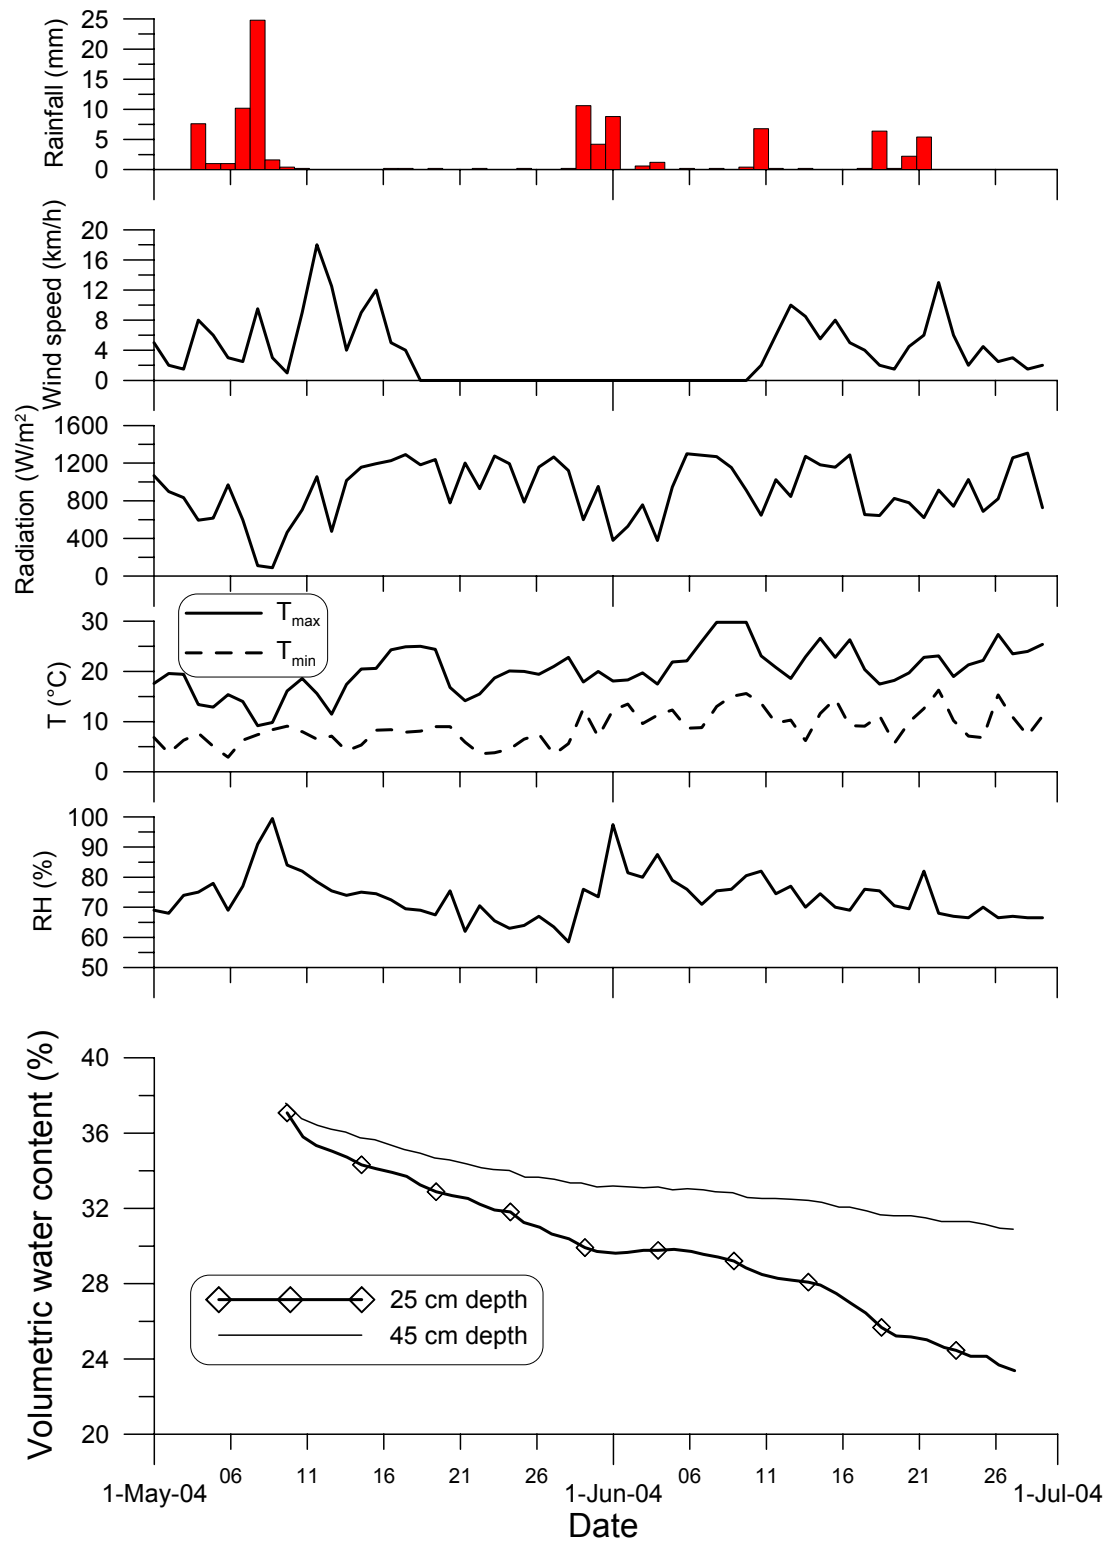 Rainfall (mm)
25
20
15
10
5
0
Wind speed (km/h)
20
16
12
8
4
0
Radiation (W/m²)
1600
1200
800
400
0
T (°C)
30
20
10
0
Tmax
Tmin
RH (%)
100
90
80
70
60
50
Volumetric water content (%)
40
36
32
28
24
20
25 cm depth
45 cm depth
06 11 16 21 26 06 11 16 21 26
1-May-04 1-Jun-04 1-Jul-04
Date